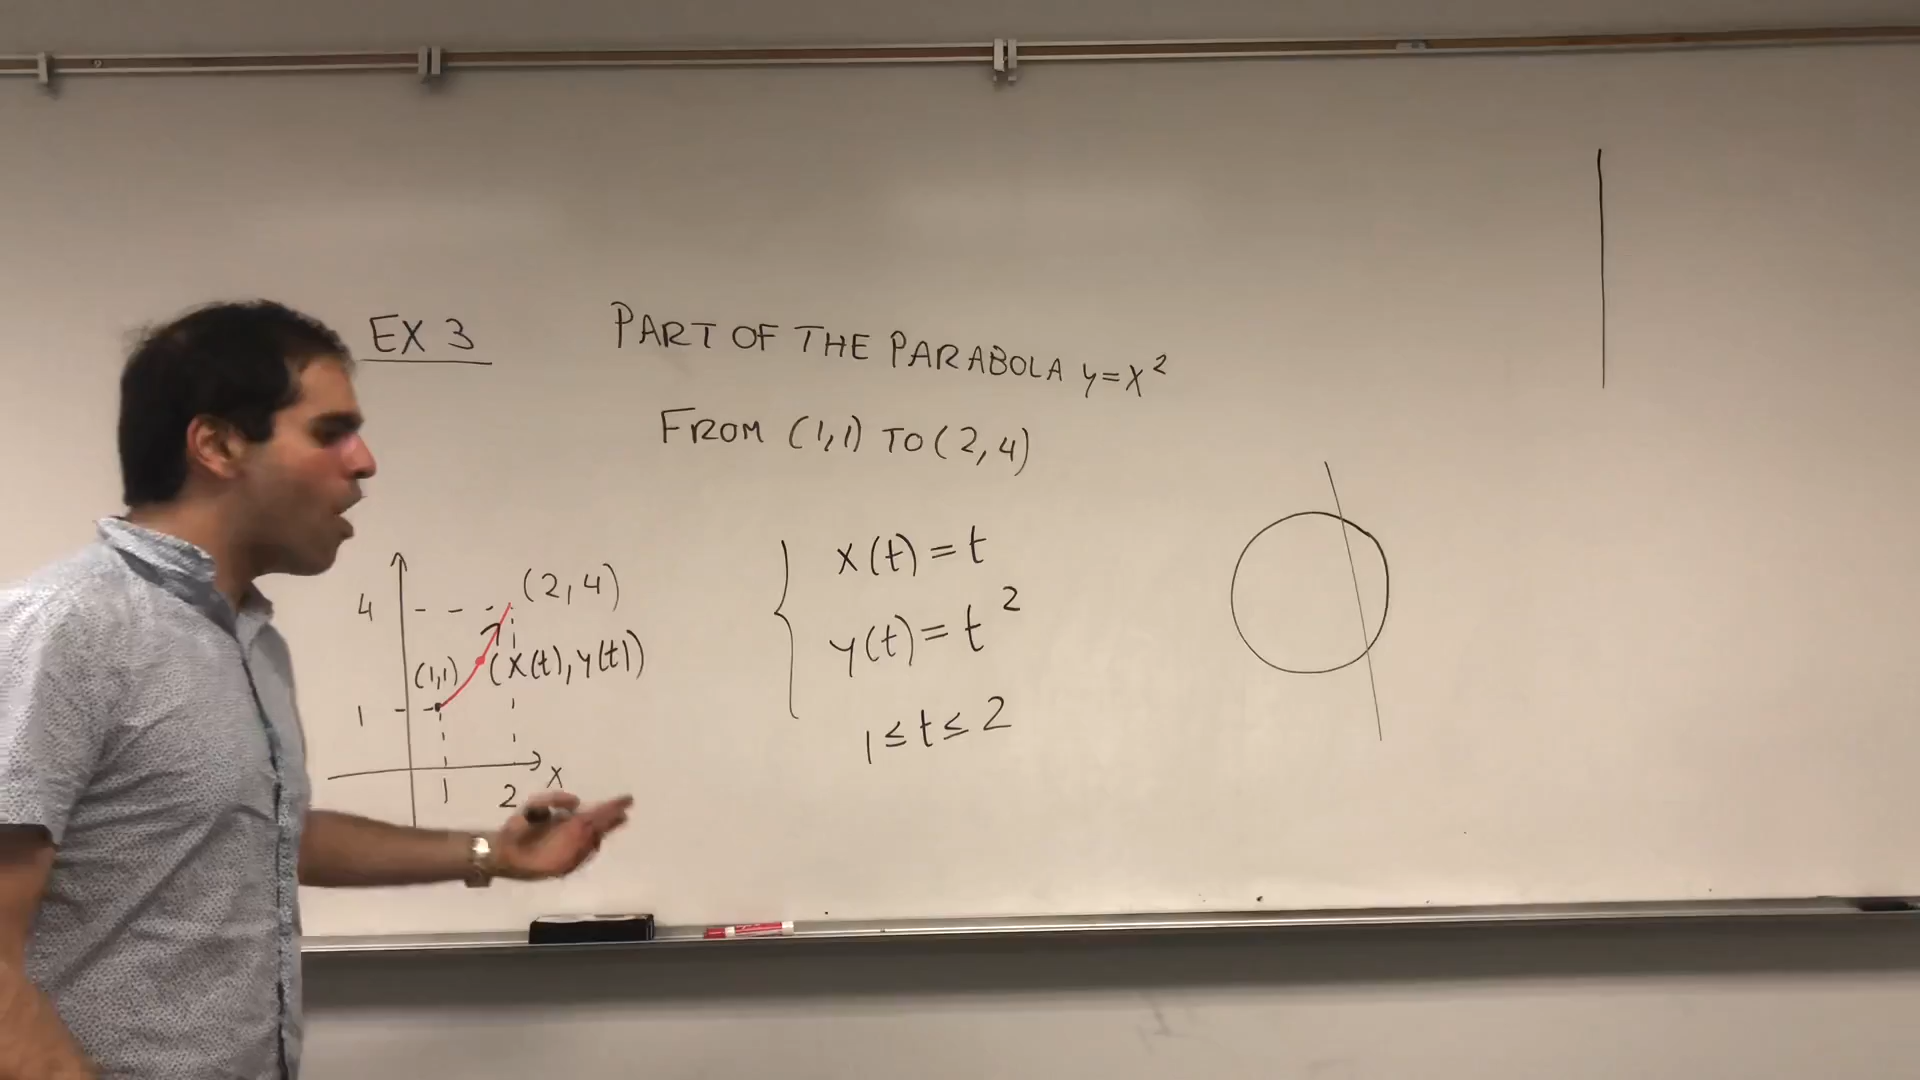 EX 3
PART OF THE PARABOLA y=x²
FROM (1,1) TO (2,4)
x(t)=t
y(t)=t²
1≤t≤2
4
(2,4)
(1,1)
(x(t),y(t))
1
x
1
2